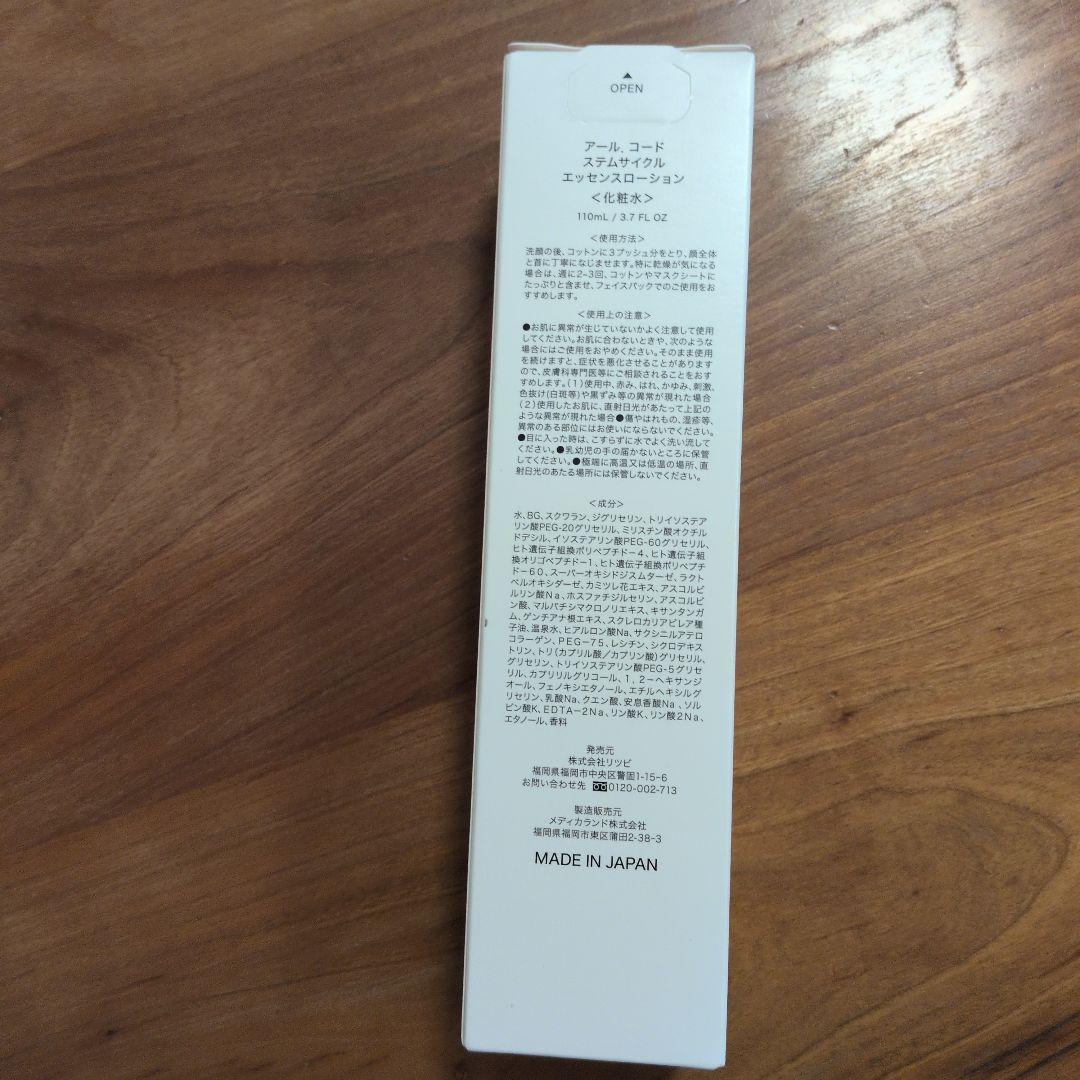 ▲
OPEN
アール、コード
ステムサイクル
エッセンスローション
＜化粧水＞
110mL / 3.7 FL OZ
＜使用方法＞
洗顔の後、コットンに３プッシュ分をとり、顔全体
と首に丁寧になじませます。特に乾燥が気になる
場合は、週に2-3回、コットンやマスクシートに
たっぷりと含ませ、フェイスパックでのご使用をお
すすめします。
＜使用上の注意＞
●お肌に異常が生じていないかよく注意して使用
してください。お肌に合わないときや、次のような
場合にはご使用をおやめください。そのまま使用
を続けますと、症状を悪化させることがあります
ので、皮膚科専門医等にご相談されることをおす
すめします。（１）使用中、赤み、はれ、かゆみ、刺激、
色抜け(白斑等)や黒ずみ等の異常が現れた場合
（２）使用したお肌に、直射日光があたって上記の
ような異常が現れた場合●傷やはれもの、湿疹等、
異常のある部位にはお使いにならないでください。
●目に入った時は、こすらずに水でよく洗い流して
ください。●乳幼児の手の届かないところに保管
してください。●極端に高温又は低温の場所、直
射日光のあたる場所には保管しないでください。
＜成分＞
水、BG、スクワラン、ジグリセリン、トリイソステア
リン酸PEG-20グリセリル、ミリスチン酸オクチルド
デシル、イソステアリン酸PEG-60グリセリル、
ヒト遺伝子組換ポリペプチド-４、ヒト遺伝子組
換オリゴペプチド-１、ヒト遺伝子組換ポリペプチ
ド-６０、スーパーオキシドジスムターゼ、ラクト
ペルオキシダーゼ、カミツレ花エキス、アスコルビ
ルリン酸Ｎａ、ホスファチジルセリン、アスコルビ
ン酸、マルバチシマクロノリエキス、キサンタンガ
ム、ゲンチアナ根エキス、スクレロカリアビレア種
子油、温泉水、ヒアルロン酸Na、サクシニルアテロ
コラーゲン、ＰＥＧ－７５、レシチン、シクロデキス
トリン、トリ（カプリル酸／カプリン酸）グリセリル、
グリセリン、トリイソステアリン酸PEG-5グリセ
リル、カプリリルグリコール、１，２－ヘキサンジ
オール、フェノキシエタノール、エチルヘキシルグ
リセリン、乳酸Na、クエン酸、安息香酸Na 、ソル
ビン酸K、ＥＤＴＡ－２Ｎａ、リン酸Ｋ、リン酸２Ｎａ、
エタノール、香料
発売元
株式会社リツビ
福岡県福岡市中央区警固1-15-6
お問い合わせ先 0120-002-713
製造販売元
メディカランド株式会社
福岡県福岡市東区蒲田2-38-3
MADE IN JAPAN